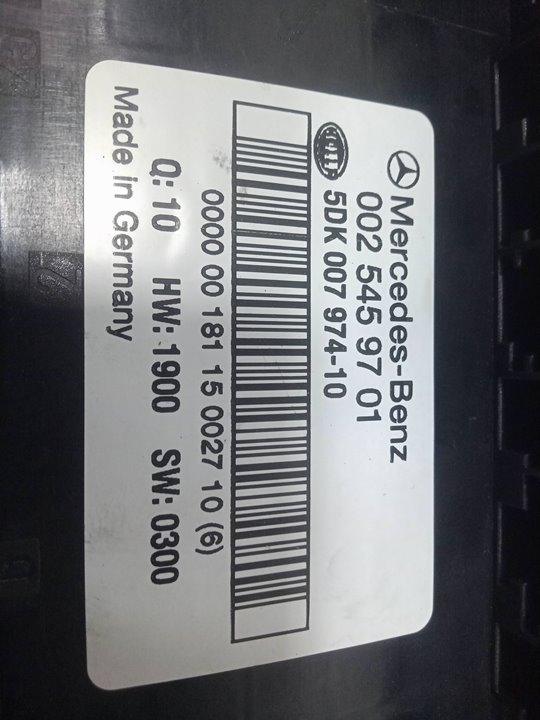 Mercedes-Benz
002 545 97 01
HELLA 5DK 007 974-10
0000 00 181 15 0027 10 (6)
Q: 10 HW: 1900 SW: 0300
Made in Germany